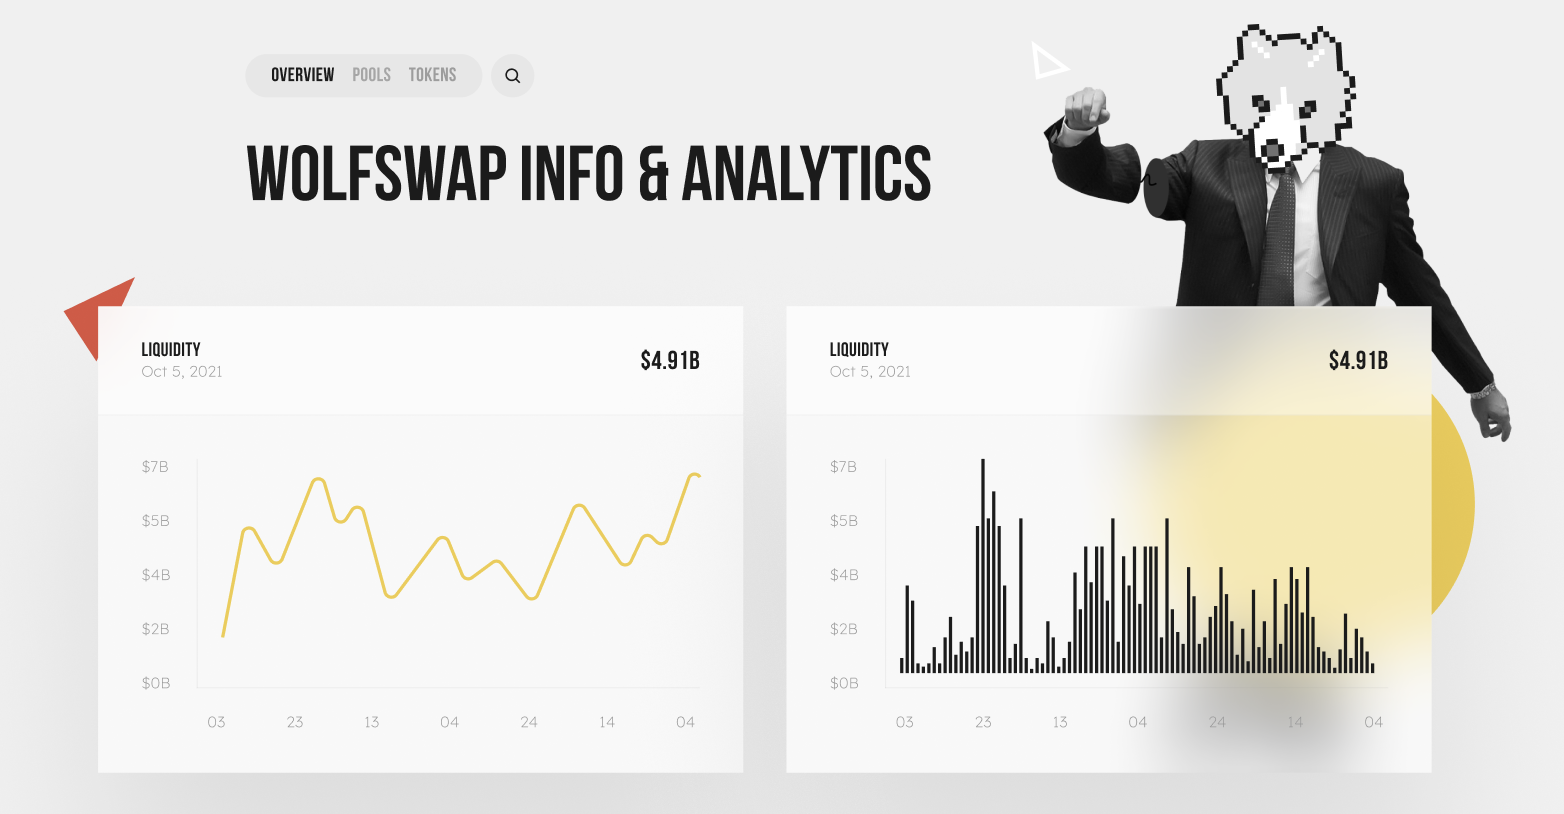 OVERVIEW POOLS TOKENS
WOLFSWAP INFO & ANALYTICS
LIQUIDITY
Oct 5, 2021
$4.91B
$7B
$5B
$4B
$2B
$0B
03 23 13 04 24 14 04
LIQUIDITY
Oct 5, 2021
$4.91B
$7B
$5B
$4B
$2B
$0B
03 23 13 04 24 14 04